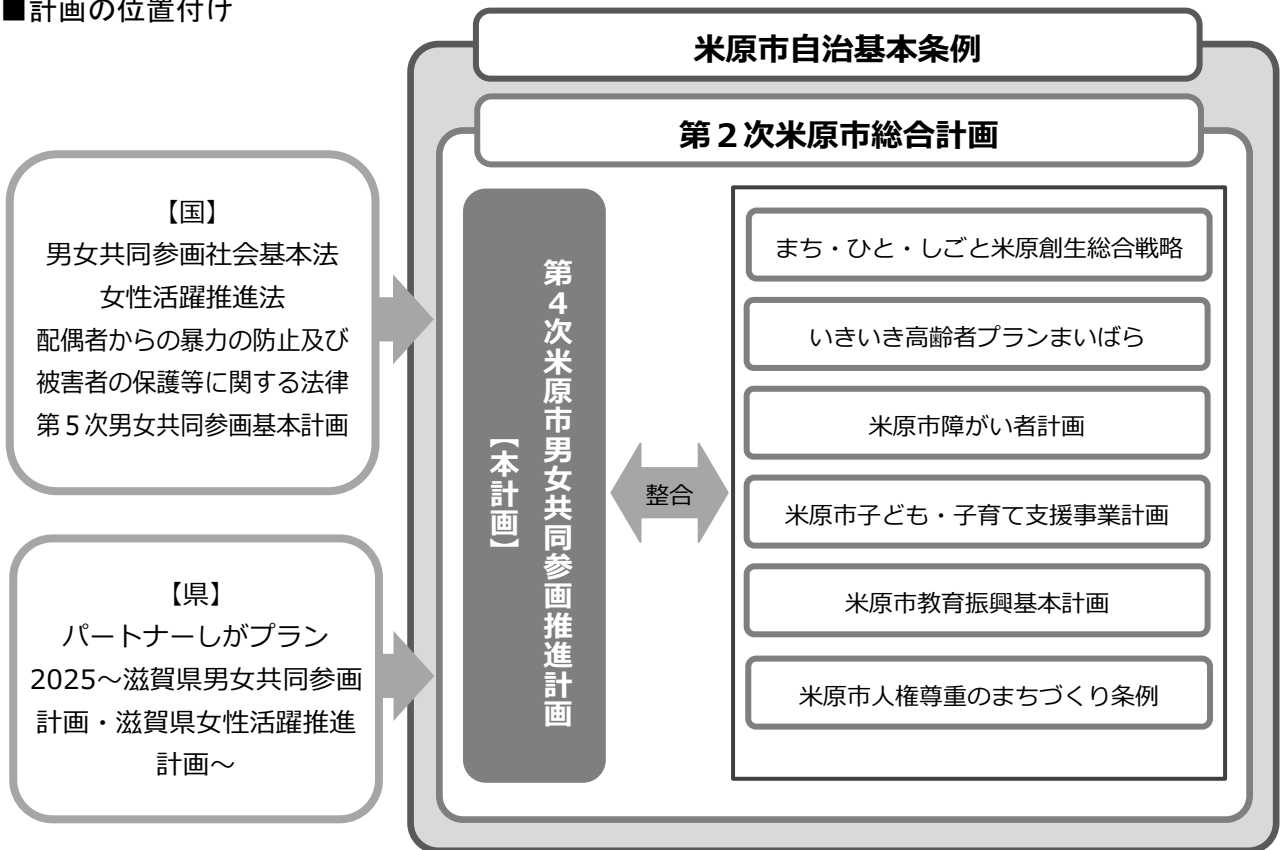 ■計画の位置付け
米原市自治基本条例
第２次米原市総合計画
【国】
男女共同参画社会基本法
女性活躍推進法
配偶者からの暴力の防止及び
被害者の保護等に関する法律
第５次男女共同参画基本計画
【県】
パートナーしがプラン
2025～滋賀県男女共同参画
計画・滋賀県女性活躍推進
計画～
第４次米原市男女共同参画推進計画
【本計画】
整合
まち・ひと・しごと米原創生総合戦略
いきいき高齢者プランまいばら
米原市障がい者計画
米原市子ども・子育て支援事業計画
米原市教育振興基本計画
米原市人権尊重のまちづくり条例